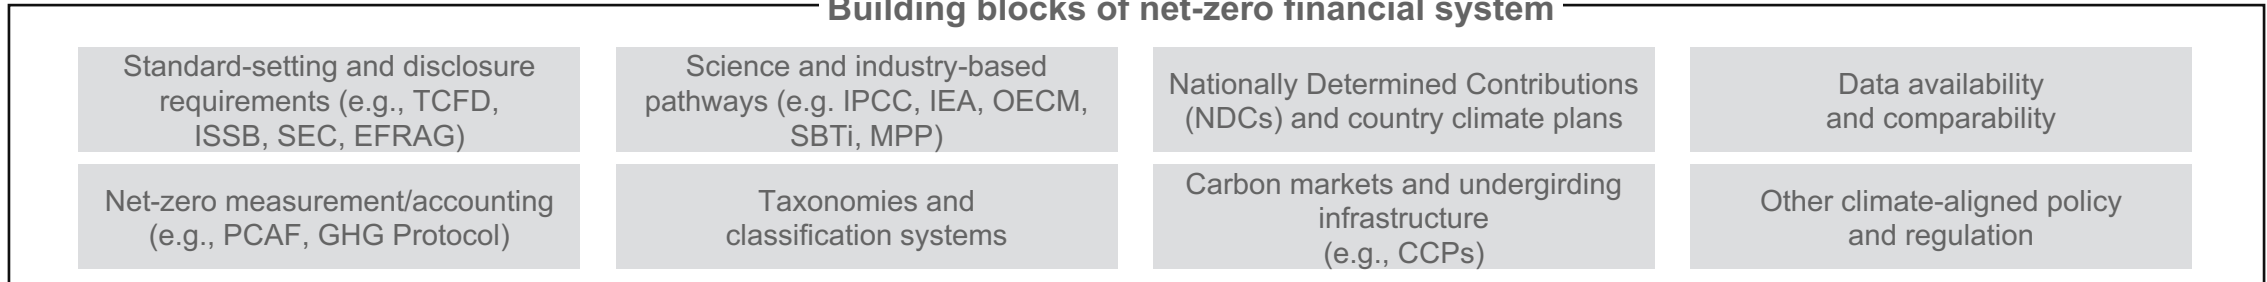 Building blocks of net-zero financial system
Standard-setting and disclosure
requirements (e.g., TCFD,
ISSB, SEC, EFRAG)
Science and industry-based
pathways (e.g. IPCC, IEA, OECM,
SBTi, MPP)
Nationally Determined Contributions
(NDCs) and country climate plans
Data availability
and comparability
Net-zero measurement/accounting
(e.g., PCAF, GHG Protocol)
Taxonomies and
classification systems
Carbon markets and undergirding
infrastructure
(e.g., CCPs)
Other climate-aligned policy
and regulation